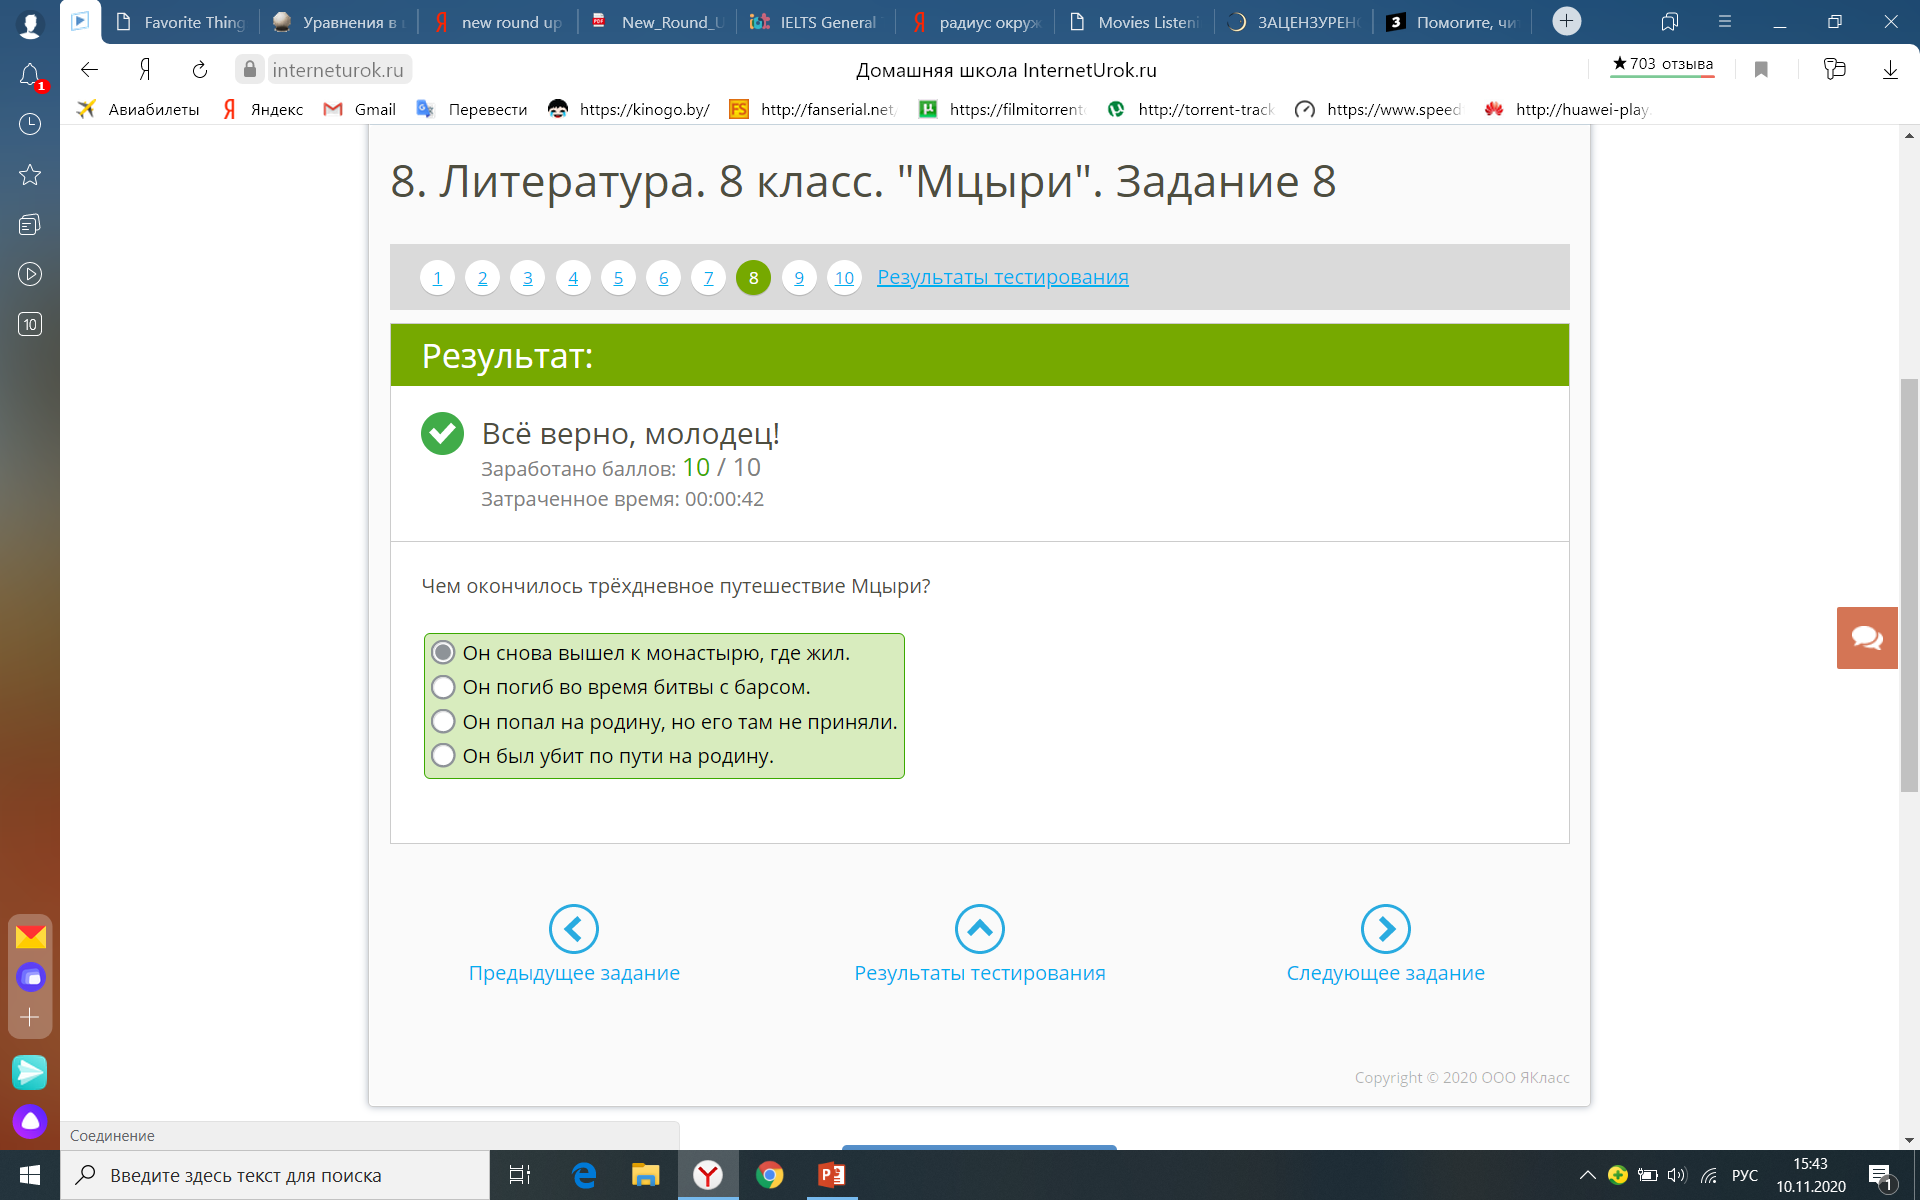 Favorite Thing
Уравнения в
new round up
New_Round_U
IELTS General
радиус окруж
Movies Listeni
ЗАЦЕНЗУРЕНО
Помогите, чи
interneturok.ru
Домашняя школа InternetUrok.ru
★703 отзыва
1
Авиабилеты
Яндекс
Gmail
Перевести
https://kinogo.by/
http://fanserial.net
https://filmitorrent
http://torrent-track
https://www.speed
http://huawei-play.
10
8. Литература. 8 класс. "Мцыри". Задание 8
1 2 3 4 5 6 7 8 9 10 Результаты тестирования
Результат:
Всё верно, молодец!
Заработано баллов: 10 / 10
Затраченное время: 00:00:42
Чем окончилось трёхдневное путешествие Мцыри?
Он снова вышел к монастырю, где жил.
Он погиб во время битвы с барсом.
Он попал на родину, но его там не приняли.
Он был убит по пути на родину.
Предыдущее задание
Результаты тестирования
Следующее задание
Copyright © 2020 ООО ЯКласс
Соединение
Введите здесь текст для поиска
РУС
15:43
10.11.2020
1